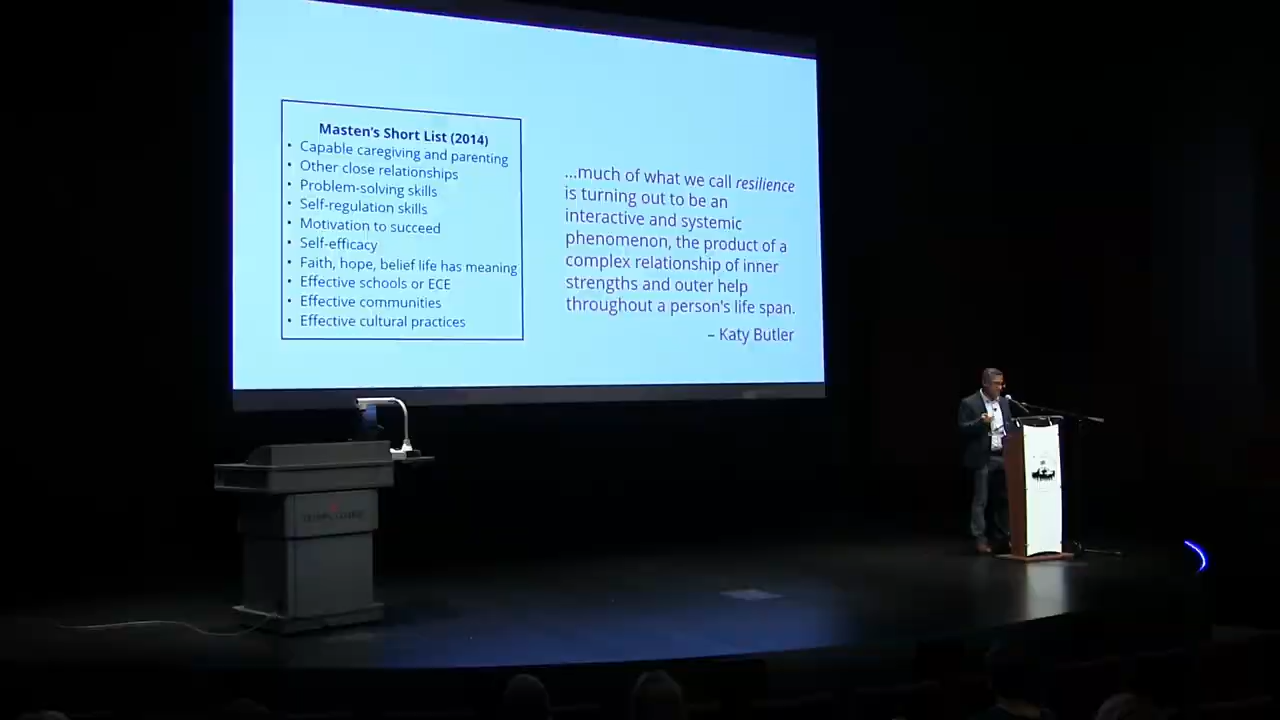 Masten's Short List (2014)
• Capable caregiving and parenting
• Other close relationships
• Problem-solving skills
• Self-regulation skills
• Motivation to succeed
• Self-efficacy
• Faith, hope, belief life has meaning
• Effective schools or ECE
• Effective communities
• Effective cultural practices
...much of what we call resilience
is turning out to be an
interactive and systemic
phenomenon, the product of a
complex relationship of inner
strengths and outer help
throughout a person's life span.
– Katy Butler